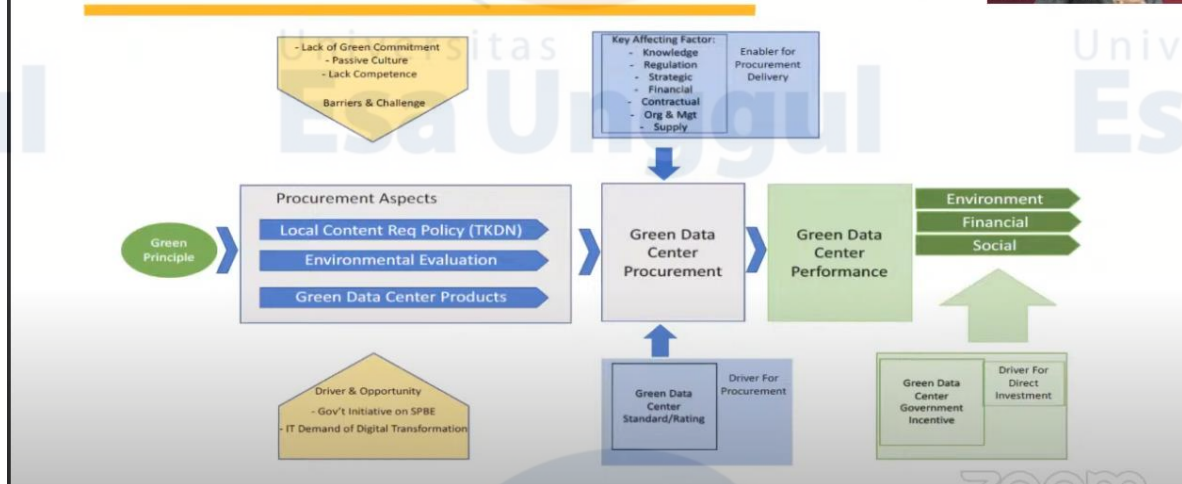 Universitas
Esa Unggul
Univ
Es
l
- Lack of Green Commitment
- Passive Culture
- Lack Competence
Barriers & Challenge
Key Affecting Factor:
- Knowledge
- Regulation
- Strategic
- Financial
- Contractual
- Org & Mgt
- Supply
Enabler for
Procurement
Delivery
Green
Principle
Procurement Aspects
Local Content Req Policy (TKDN)
Environmental Evaluation
Green Data Center Products
Green Data
Center
Procurement
Green Data
Center
Performance
Environment
Financial
Social
Driver & Opportunity
- Gov't Initiative on SPBE
- IT Demand of Digital Transformation
Green Data
Center
Standard/Rating
Driver For
Procurement
Green Data
Center
Government
Incentive
Driver For
Direct
Investment
zoom